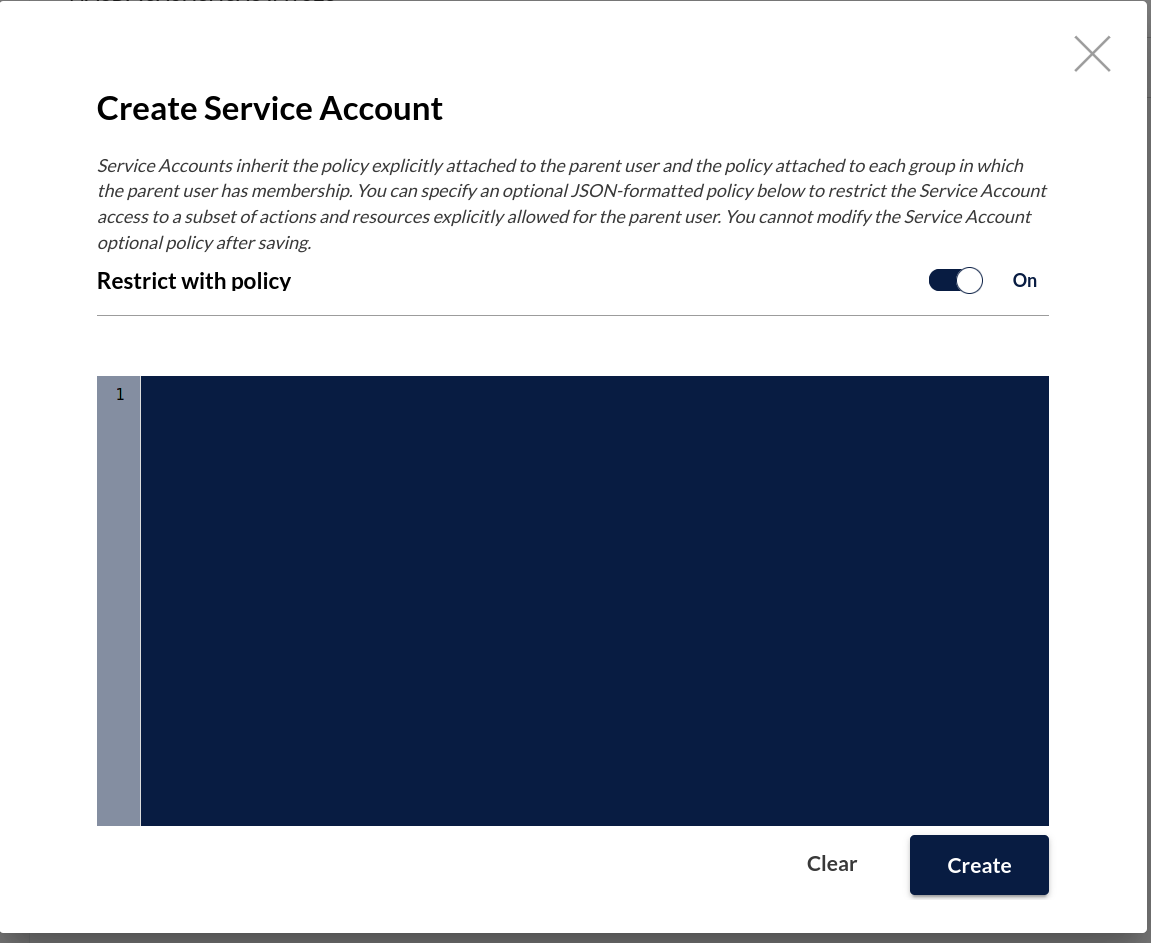 Create Service Account
Service Accounts inherit the policy explicitly attached to the parent user and the policy attached to each group in which
the parent user has membership. You can specify an optional JSON-formatted policy below to restrict the Service Account
access to a subset of actions and resources explicitly allowed for the parent user. You cannot modify the Service Account
optional policy after saving.
Restrict with policy On
1
Clear Create